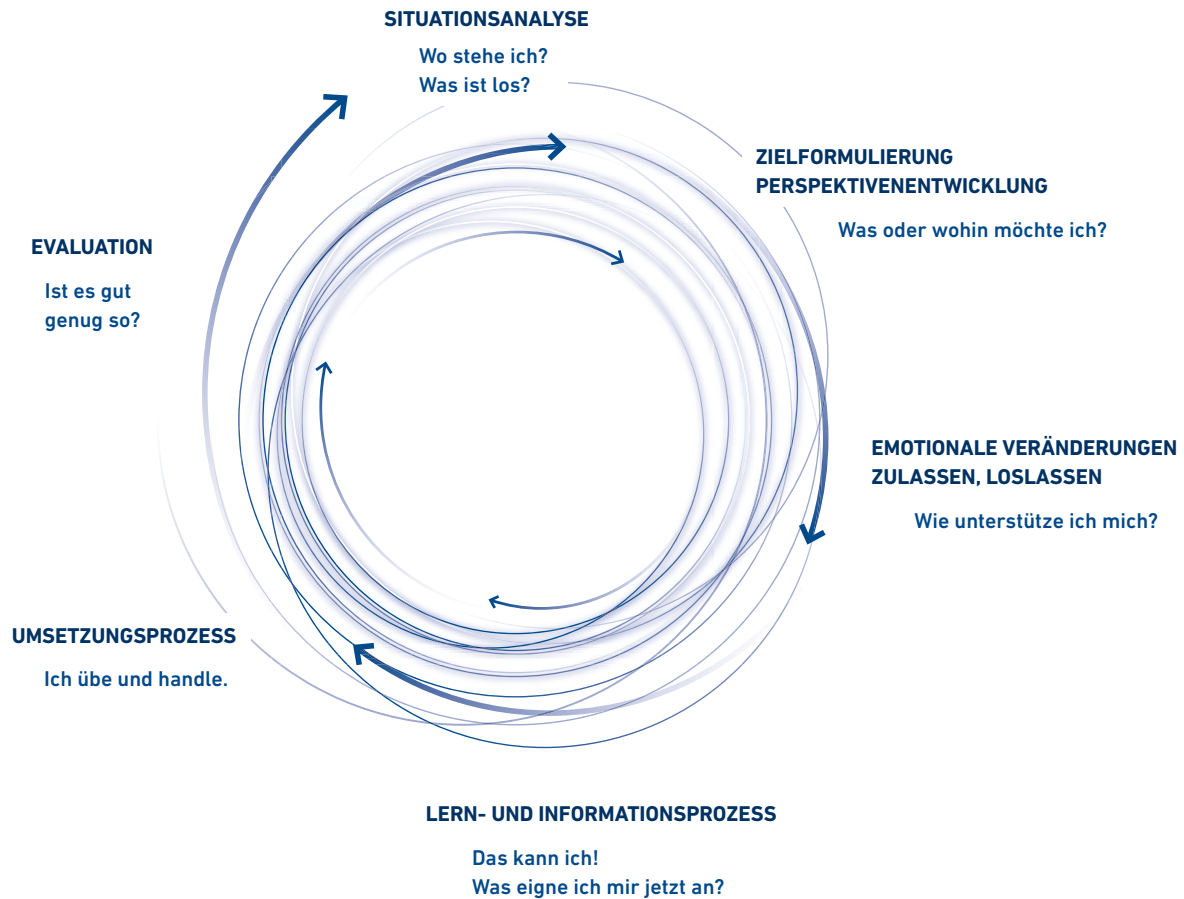 SITUATIONSANALYSE
Wo stehe ich?
Was ist los?
ZIELFORMULIERUNG
PERSPEKTIVENENTWICKLUNG
Was oder wohin möchte ich?
EMOTIONALE VERÄNDERUNGEN
ZULASSEN, LOSLASSEN
Wie unterstütze ich mich?
LERN- UND INFORMATIONSPROZESS
Das kann ich!
Was eigne ich mir jetzt an?
UMSETZUNGSPROZESS
Ich übe und handle.
EVALUATION
Ist es gut
genug so?